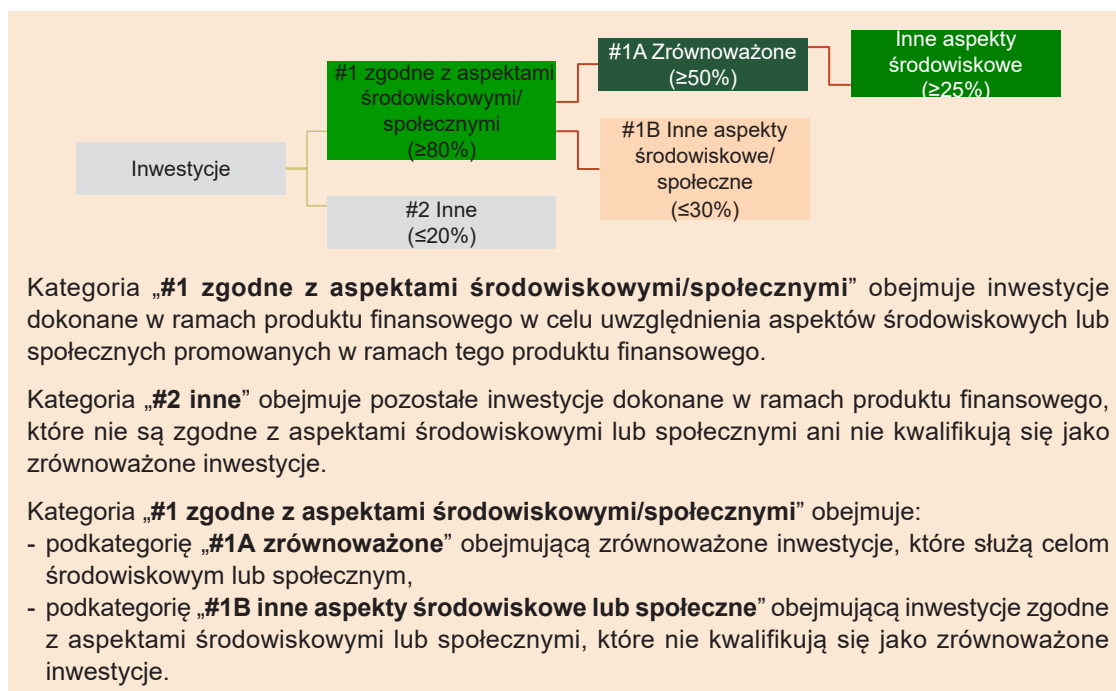 Inwestycje
#1 zgodne z aspektami
środowiskowymi/
społecznymi
(≥80%)
#2 Inne
(≤20%)
#1A Zrównoważone
(≥50%)
#1B Inne aspekty
środowiskowe/
społeczne
(≤30%)
Inne aspekty
środowiskowe
(≥25%)
Kategoria „#1 zgodne z aspektami środowiskowymi/społecznymi” obejmuje inwestycje
dokonane w ramach produktu finansowego w celu uwzględnienia aspektów środowiskowych lub
społecznych promowanych w ramach tego produktu finansowego.
Kategoria „#2 inne” obejmuje pozostałe inwestycje dokonane w ramach produktu finansowego,
które nie są zgodne z aspektami środowiskowymi lub społecznymi ani nie kwalifikują się jako
zrównoważone inwestycje.
Kategoria „#1 zgodne z aspektami środowiskowymi/społecznymi” obejmuje:
- podkategorię „#1A zrównoważone” obejmującą zrównoważone inwestycje, które służą celom
środowiskowym lub społecznym,
- podkategorię „#1B inne aspekty środowiskowe lub społeczne” obejmującą inwestycje zgodne
z aspektami środowiskowymi lub społecznymi, które nie kwalifikują się jako zrównoważone
inwestycje.